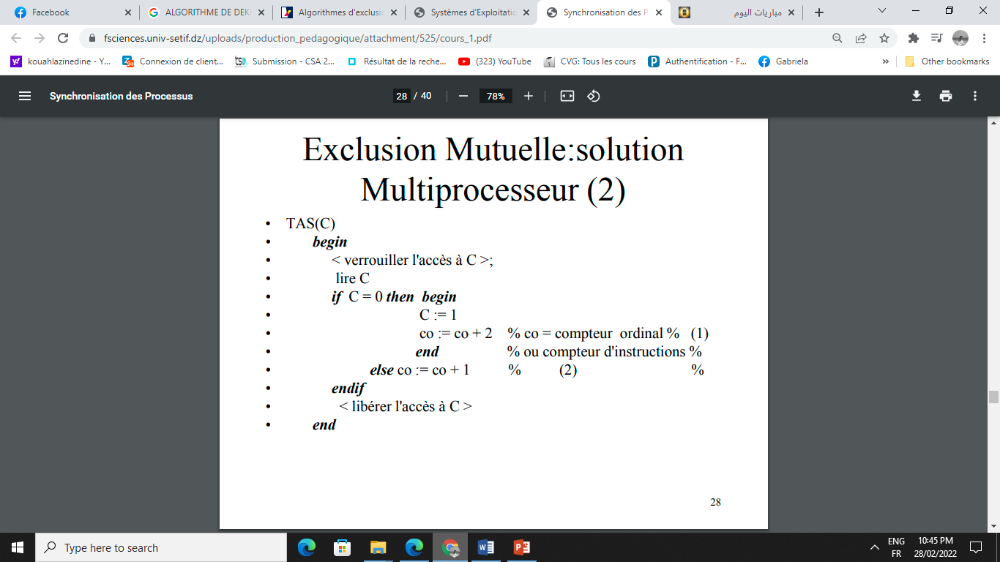 Facebook
ALGORITHME DE DEK
Algorithmes d'exclusi
Systèmes d'Exploitatio
Synchronisation des P
مباريات اليوم
fsciences.univ-setif.dz/uploads/production_pedagogique/attachment/525/cours_1.pdf
kouahlazinedine - Y...
Connexion de client...
Submission - CSA 2...
Résultat de la reche...
(323) YouTube
CVG: Tous les cours
Authentification - F...
Gabriela
»
Other bookmarks
Synchronisation des Processus
28 / 40
78%
Exclusion Mutuelle:solution
Multiprocesseur (2)
• TAS(C)
• begin
• < verrouiller l'accès à C >;
• lire C
• if C = 0 then begin
• C := 1
• co := co + 2 % co = compteur ordinal % (1)
• end % ou compteur d'instructions %
• else co := co + 1 % (2) %
• endif
• < libérer l'accès à C >
• end
28
Type here to search
ENG
FR
10:45 PM
28/02/2022